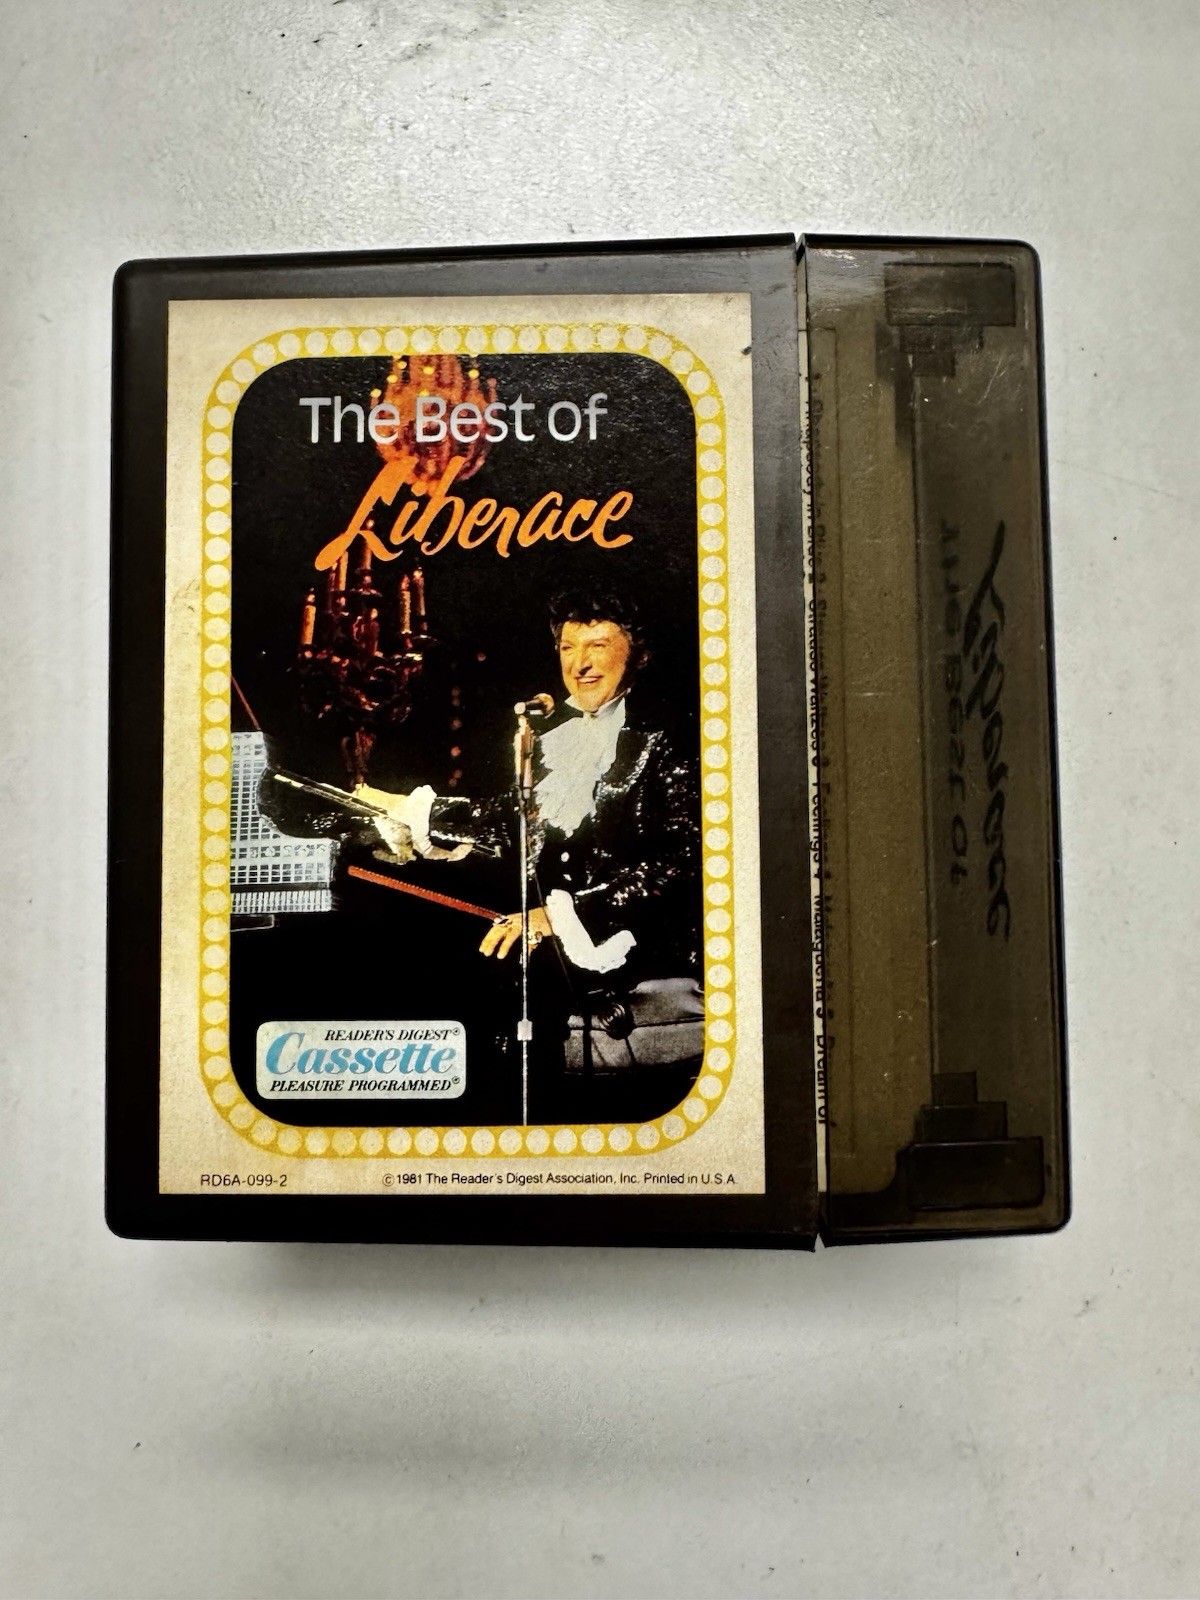 The Best of
Liberace
READER'S DIGEST®
Cassette
PLEASURE PROGRAMMED®
RD6A-099-2
©1981 The Reader's Digest Association, Inc. Printed in U.S.A.